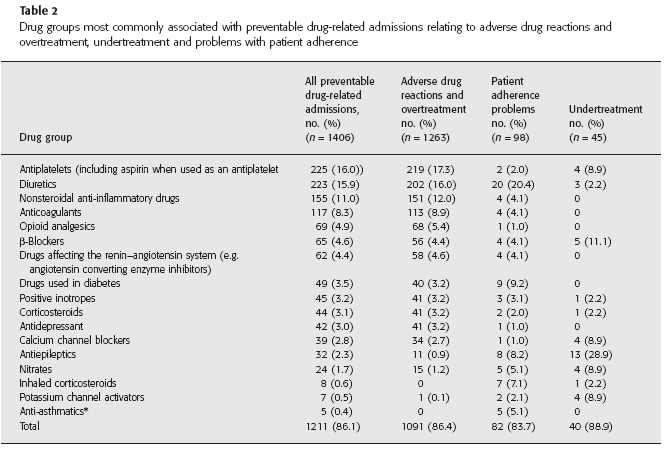 Table 2
Drug groups most commonly associated with preventable drug-related admissions relating to adverse drug reactions and
overtreatment, undertreatment and problems with patient adherence
All preventable Adverse drug Patient
drug-related reactions and adherence
admissions, overtreatment problems Undertreatment
no. (%) no. (%) no. (%) no. (%)
Drug group (n = 1406) (n = 1263) (n = 98) (n = 45)
Antiplatelets (including aspirin when used as an antiplatelet 225 (16.0)) 219 (17.3) 2 (2.0) 4 (8.9)
Diuretics 223 (15.9) 202 (16.0) 20 (20.4) 3 (2.2)
Nonsteroidal anti-inflammatory drugs 155 (11.0) 151 (12.0) 4 (4.1) 0
Anticoagulants 117 (8.3) 113 (8.9) 4 (4.1) 0
Opioid analgesics 69 (4.9) 68 (5.4) 1 (1.0) 0
β-Blockers 65 (4.6) 56 (4.4) 4 (4.1) 5 (11.1)
Drugs affecting the renin–angiotensin system (e.g. 62 (4.4) 58 (4.6) 4 (4.1) 0
angiotensin converting enzyme inhibitors)
Drugs used in diabetes 49 (3.5) 40 (3.2) 9 (9.2) 0
Positive inotropes 45 (3.2) 41 (3.2) 3 (3.1) 1 (2.2)
Corticosteroids 44 (3.1) 41 (3.2) 2 (2.0) 1 (2.2)
Antidepressant 42 (3.0) 41 (3.2) 1 (1.0) 0
Calcium channel blockers 39 (2.8) 34 (2.7) 1 (1.0) 4 (8.9)
Antiepileptics 32 (2.3) 11 (0.9) 8 (8.2) 13 (28.9)
Nitrates 24 (1.7) 15 (1.2) 5 (5.1) 4 (8.9)
Inhaled corticosteroids 8 (0.6) 0 7 (7.1) 1 (2.2)
Potassium channel activators 7 (0.5) 1 (0.1) 2 (2.1) 4 (8.9)
Anti-asthmatics* 5 (0.4) 0 5 (5.1) 0
Total 1211 (86.1) 1091 (86.4) 82 (83.7) 40 (88.9)